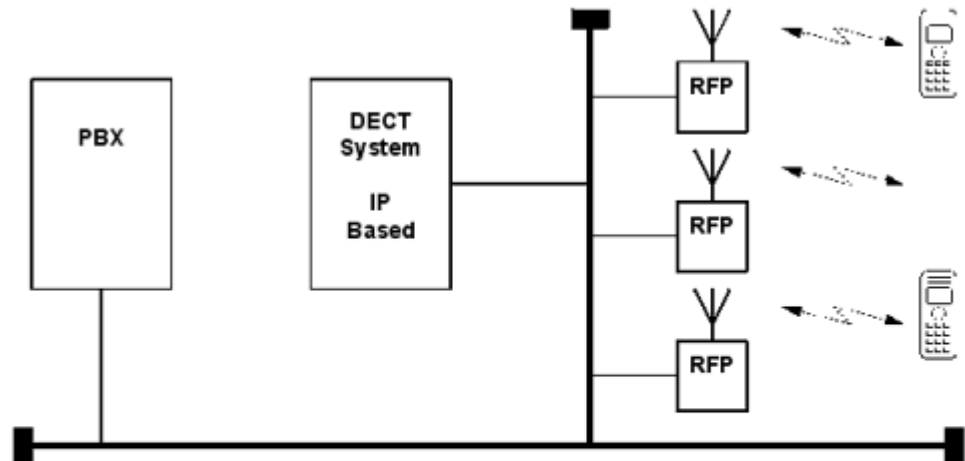 PBX
DECT
System
IP
Based
RFP
RFP
RFP